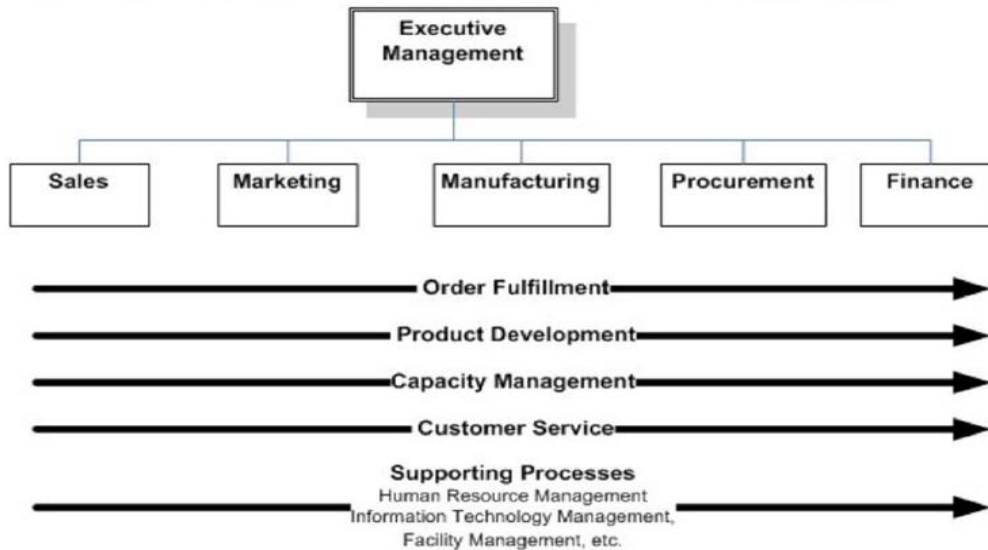 Executive
Management
Sales
Marketing
Manufacturing
Procurement
Finance
Order Fulfillment
Product Development
Capacity Management
Customer Service
Supporting Processes
Human Resource Management
Information Technology Management,
Facility Management, etc.